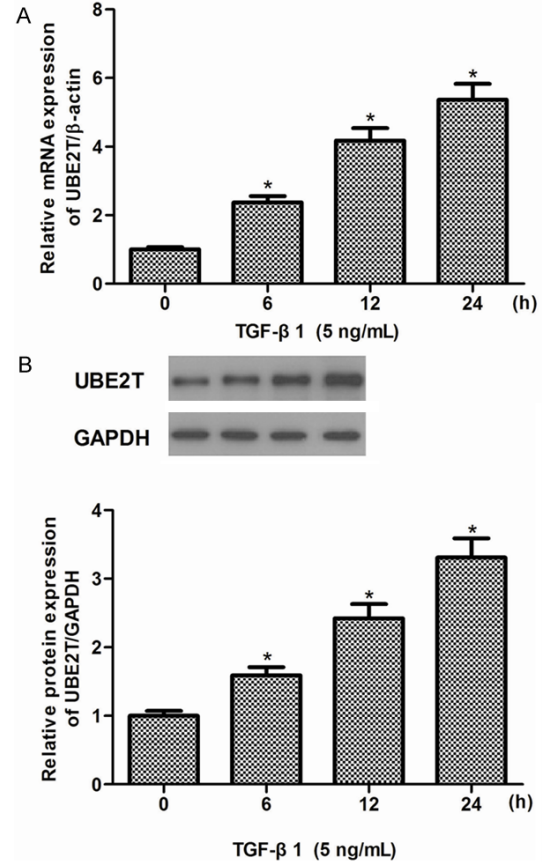 A
Relative mRNA expression
of UBE2T/β-actin
8
6
4
2
0
*
*
*
0 6 12 24 (h)
TGF-β 1 (5 ng/mL)
B
UBE2T
GAPDH
Relative protein expression
of UBE2T/GAPDH
4
3
2
1
0
*
*
*
0 6 12 24 (h)
TGF-β 1 (5 ng/mL)